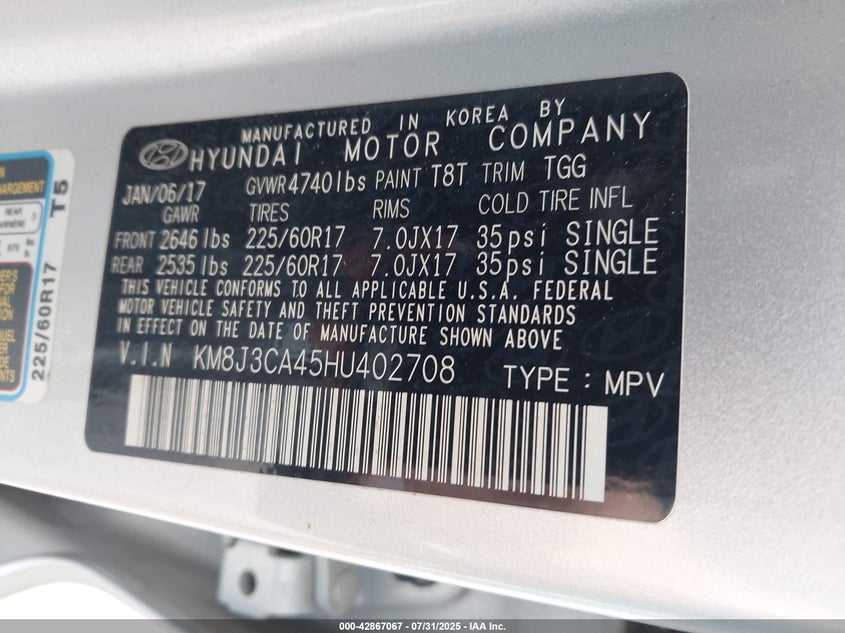 MANUFACTURED IN KOREA BY
HYUNDAI MOTOR COMPANY
JAN/06/17 GVWR 4740lbs PAINT T8T TRIM TGG
GAWR TIRES RIMS COLD TIRE INFL
FRONT 2646 lbs 225/60R17 7.0JX17 35psi SINGLE
REAR 2535 lbs 225/60R17 7.0JX17 35psi SINGLE
THIS VEHICLE CONFORMS TO ALL APPLICABLE U.S.A. FEDERAL
MOTOR VEHICLE SAFETY AND THEFT PREVENTION STANDARDS
IN EFFECT ON THE DATE OF MANUFACTURE SHOWN ABOVE
V.I.N KM8J3CA45HU402708 TYPE : MPV
REAR
225/60R17 T5
000-42867067 - 07/31/2025 - IAA Inc.